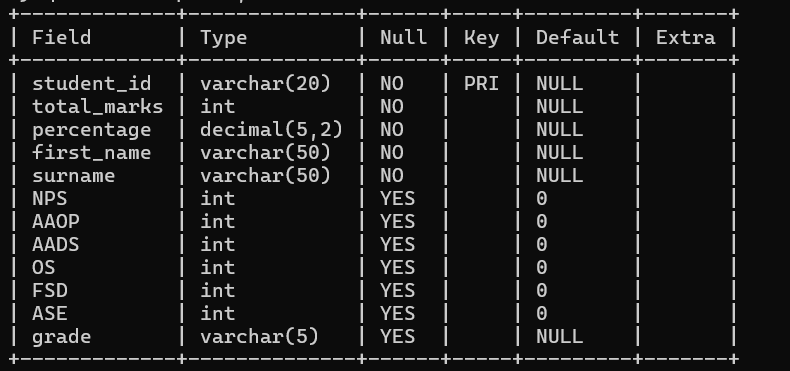 +-------------+--------------+------+-----+---------+-------+
| Field       | Type         | Null | Key | Default | Extra |
+-------------+--------------+------+-----+---------+-------+
| student_id  | varchar(20)  | NO   | PRI | NULL    |       |
| total_marks | int          | NO   |     | NULL    |       |
| percentage  | decimal(5,2) | NO   |     | NULL    |       |
| first_name  | varchar(50)  | NO   |     | NULL    |       |
| surname     | varchar(50)  | NO   |     | NULL    |       |
| NPS         | int          | YES  |     | 0       |       |
| AAOP        | int          | YES  |     | 0       |       |
| AADS        | int          | YES  |     | 0       |       |
| OS          | int          | YES  |     | 0       |       |
| FSD         | int          | YES  |     | 0       |       |
| ASE         | int          | YES  |     | 0       |       |
| grade       | varchar(5)   | YES  |     | NULL    |       |
+-------------+--------------+------+-----+---------+-------+